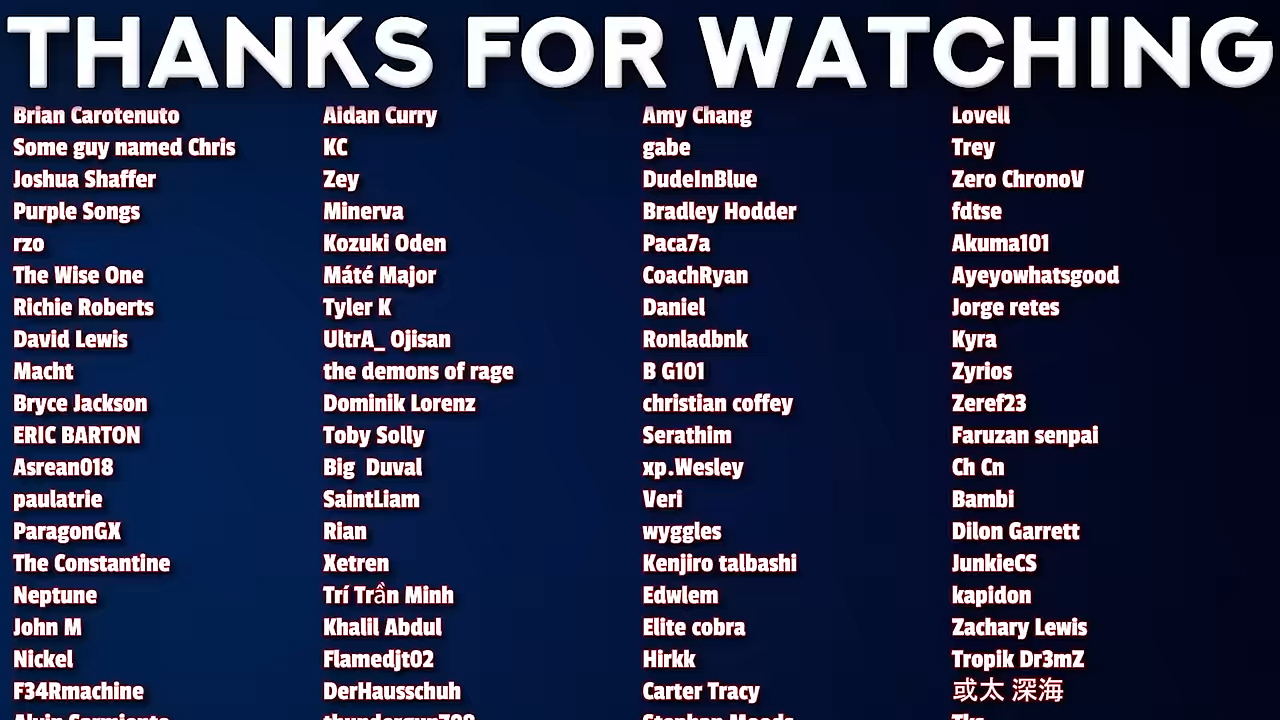 THANKS FOR WATCHING
Brian Carotenuto
Some guy named Chris
Joshua Shaffer
Purple Songs
rzo
The Wise One
Richie Roberts
David Lewis
Macht
Bryce Jackson
ERIC BARTON
Asrean018
paulatrie
ParagonGX
The Constantine
Neptune
John M
Nickel
F34Rmachine
Aidan Curry
KC
Zey
Minerva
Kozuki Oden
Máté Major
Tyler K
UltrA_ Ojisan
the demons of rage
Dominik Lorenz
Toby Solly
Big  Duval
SaintLiam
Rian
Xetren
Trí Trần Minh
Khalil Abdul
Flamedjt02
DerHausschuh
Amy Chang
gabe
DudeInBlue
Bradley Hodder
Paca7a
CoachRyan
Daniel
Ronladbnk
B G101
christian coffey
Serathim
xp.Wesley
Veri
wyggles
Kenjiro talbashi
Edwlem
Elite cobra
Hirkk
Carter Tracy
Lovell
Trey
Zero ChronoV
fdtse
Akuma101
Ayeyowhatsgood
Jorge retes
Kyra
Zyrios
Zeref23
Faruzan senpai
Ch Cn
Bambi
Dilon Garrett
JunkieCS
kapidon
Zachary Lewis
Tropik Dr3mZ
或太 深海